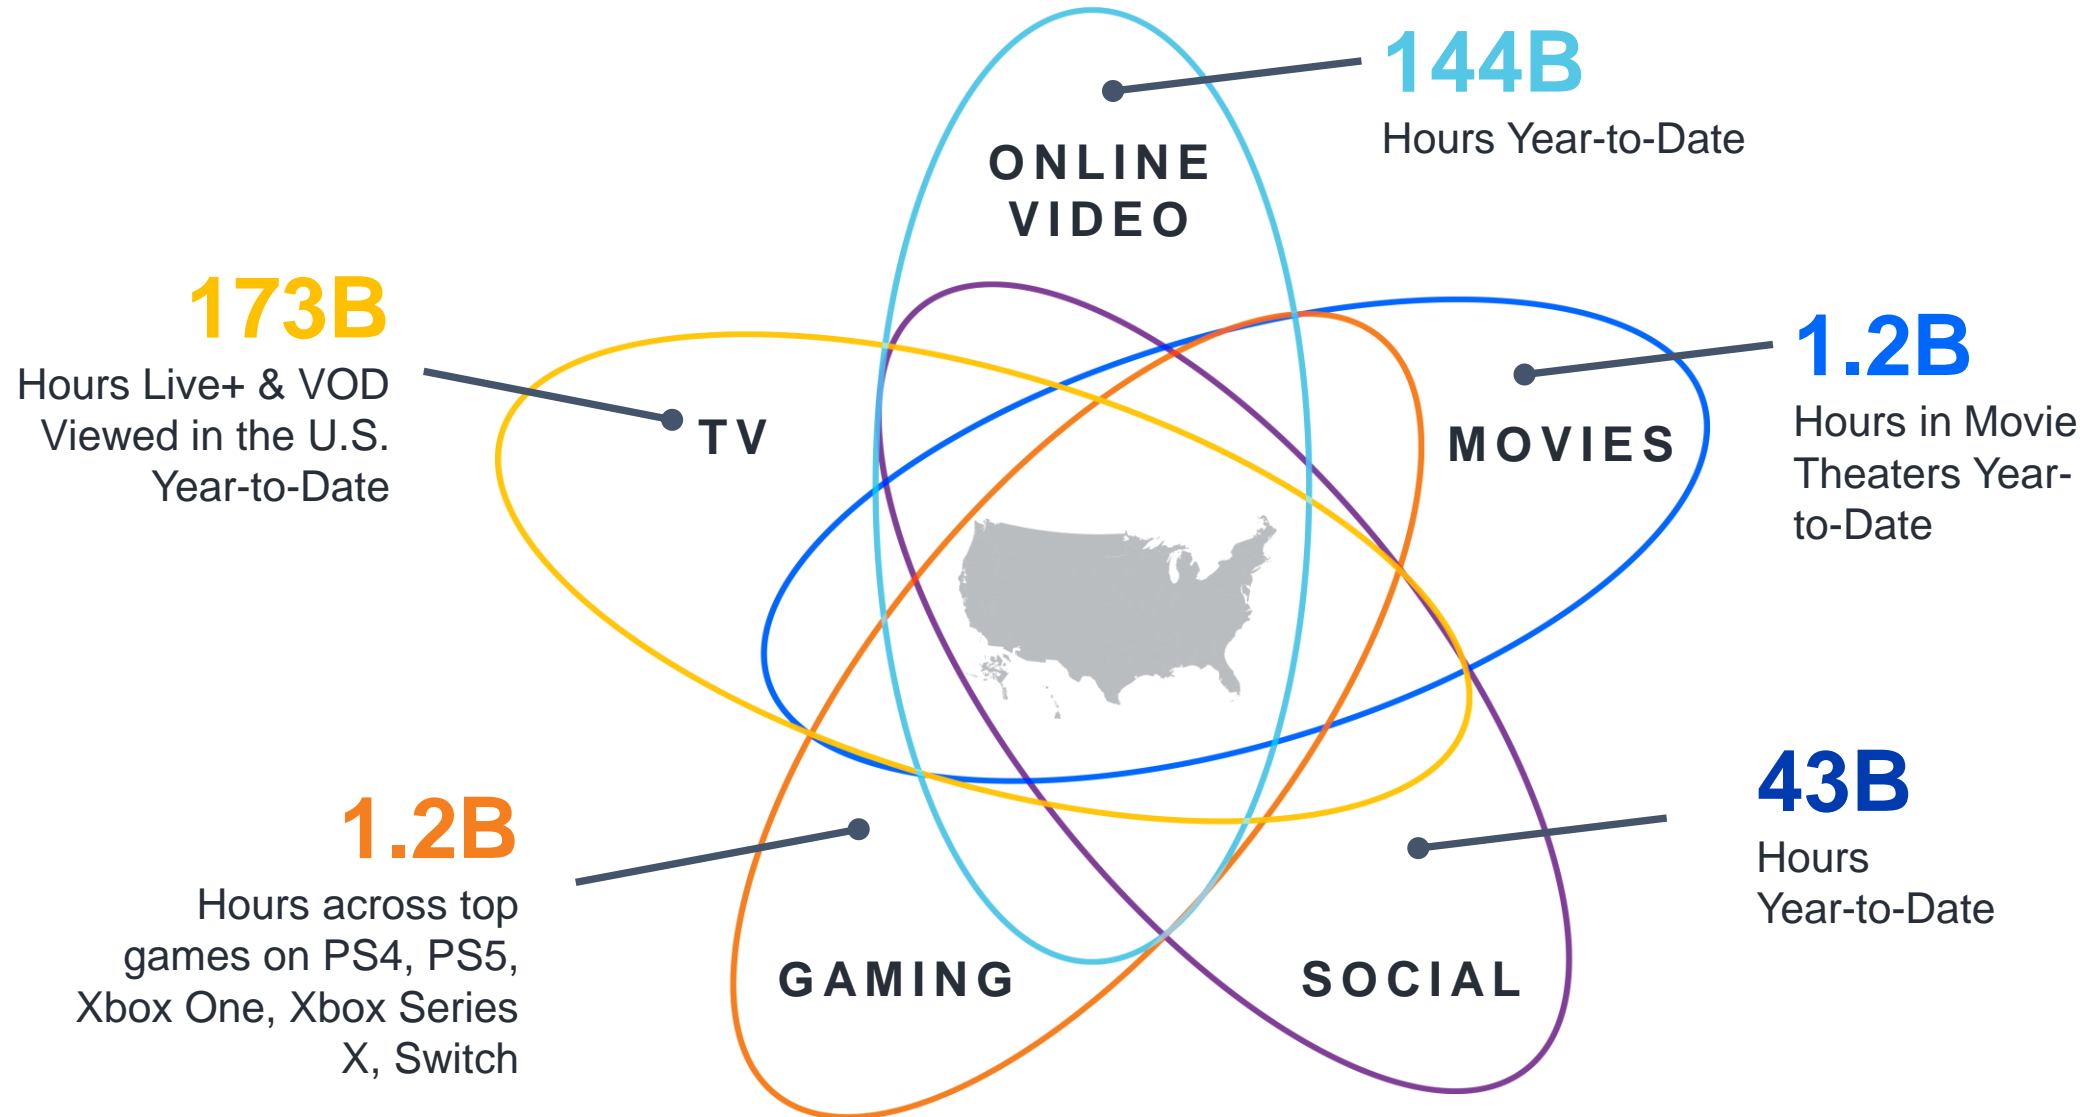 144B
Hours Year-to-Date
ONLINE
VIDEO
173B
Hours Live+ & VOD
Viewed in the U.S.
Year-to-Date
TV
1.2B
Hours in Movie
Theaters Year-
to-Date
MOVIES
1.2B
Hours across top
games on PS4, PS5,
Xbox One, Xbox Series
X, Switch
GAMING
43B
Hours
Year-to-Date
SOCIAL